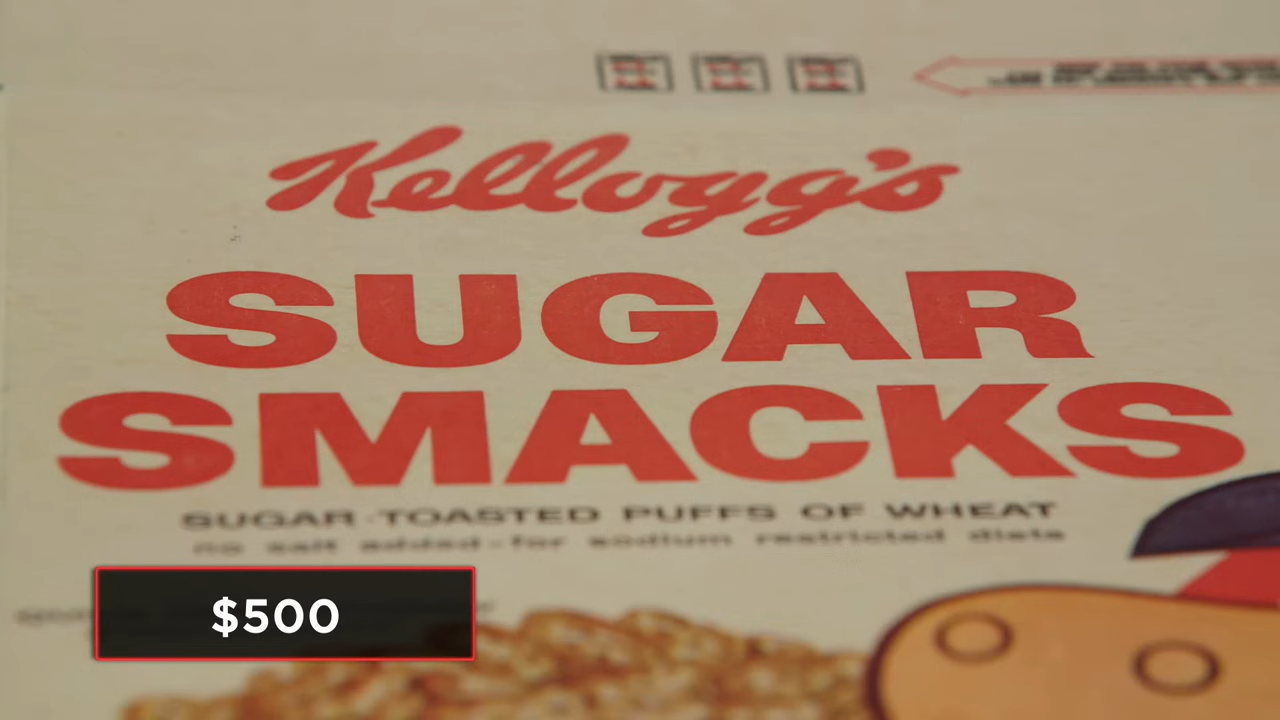 Kellogg's
SUGAR
SMACKS
SUGAR-TOASTED PUFFS OF WHEAT
no salt added-for sodium restricted diets
$500